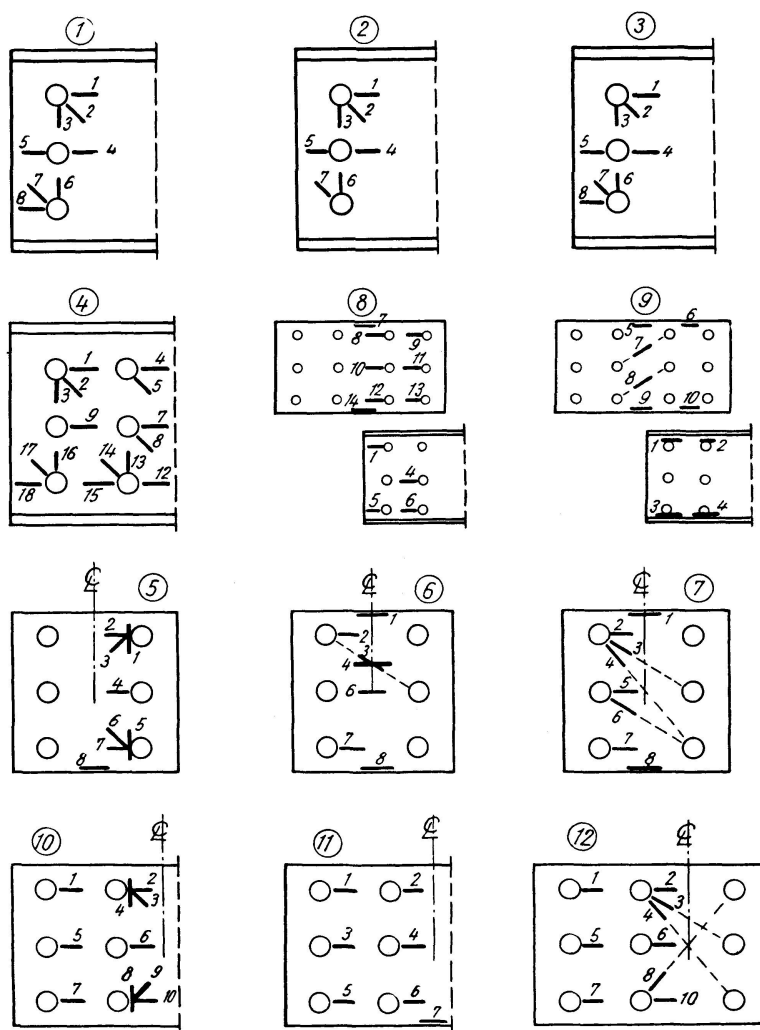 1 2 3
1 1 1
3 2 3 2 3 2
5 4 5 4 5 4
7 6 7 6 7 6
8 8
4 8 9
1 4 7 5 6
3 2 5 8 9 7
9 7 10 11 8
8 12 13 9 10
17 16 14 13 14
18 15 12 1 4 1 2
5 6 3 4
℄ 5 ℄ 6 ℄ 7
2 1 1
3 1 2 2 3
4 3 4
4 6 5
6 5 6
7 7 7
8 8 8
10 ℄ 11 ℄ 12 ℄
1 2 1 2 1 2
4 3 4 3
5 6 3 4 5 6
8 9 8
7 10 5 6 7 10
7